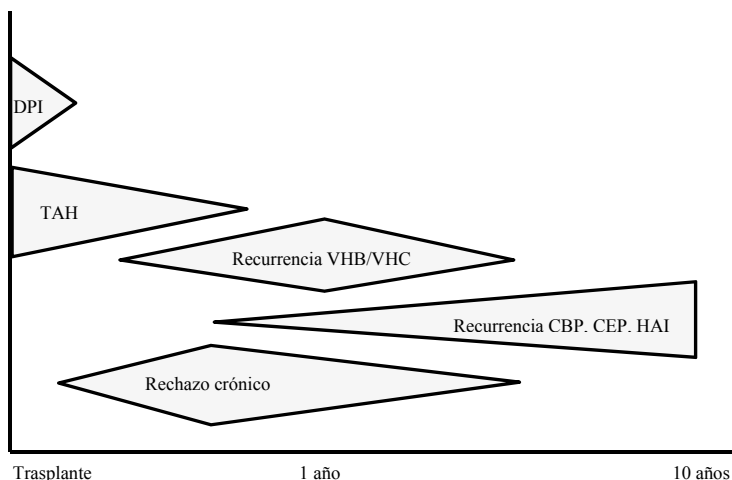 DPI
TAH
Recurrencia VHB/VHC
Recurrencia CBP. CEP. HAI
Rechazo crónico
Trasplante 1 año 10 años